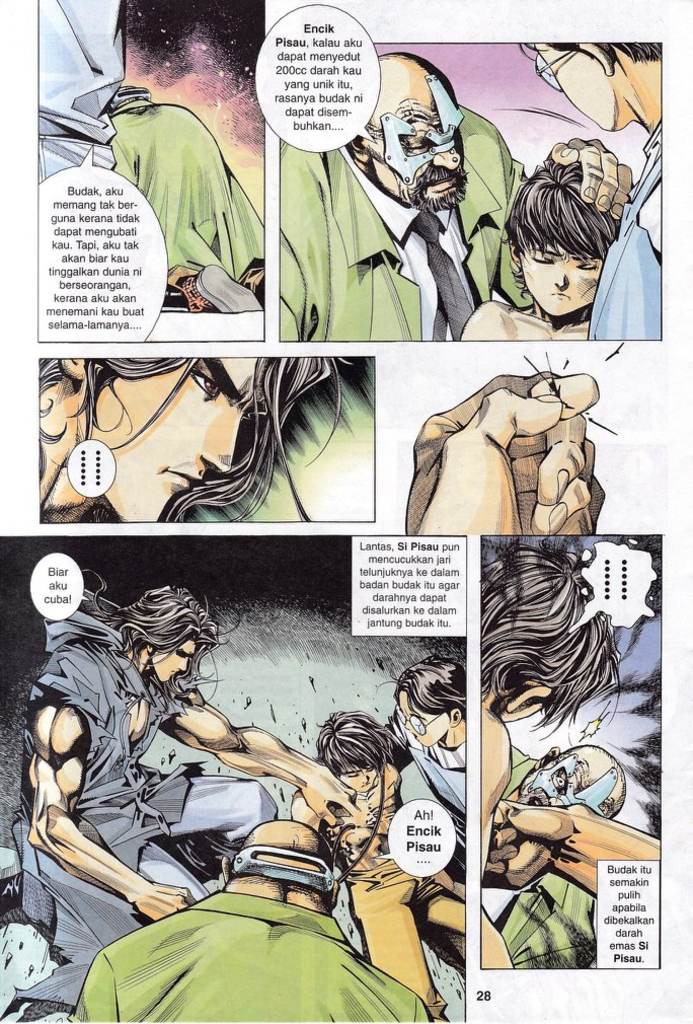 Budak, aku
memang tak ber-
guna kerana tidak
dapat mengubati
kau. Tapi, aku tak
akan biar kau
tinggalkan dunia ni
berseorangan,
kerana aku akan
menemani kau buat
selama-lamanya....
Encik
Pisau, kalau aku
dapat menyedut
200cc darah kau
yang unik itu,
rasanya budak ni
dapat disem-
buhkan....
Biar
aku
cuba!
Lantas, Si Pisau pun
mencucukkan jari
telunjuknya ke dalam
badan budak itu agar
darahnya dapat
disalurkan ke dalam
jantung budak itu.
Ah!
Encik
Pisau
....
Budak itu
semakin
pulih
apabila
dibekalkan
darah
emas Si
Pisau.
28